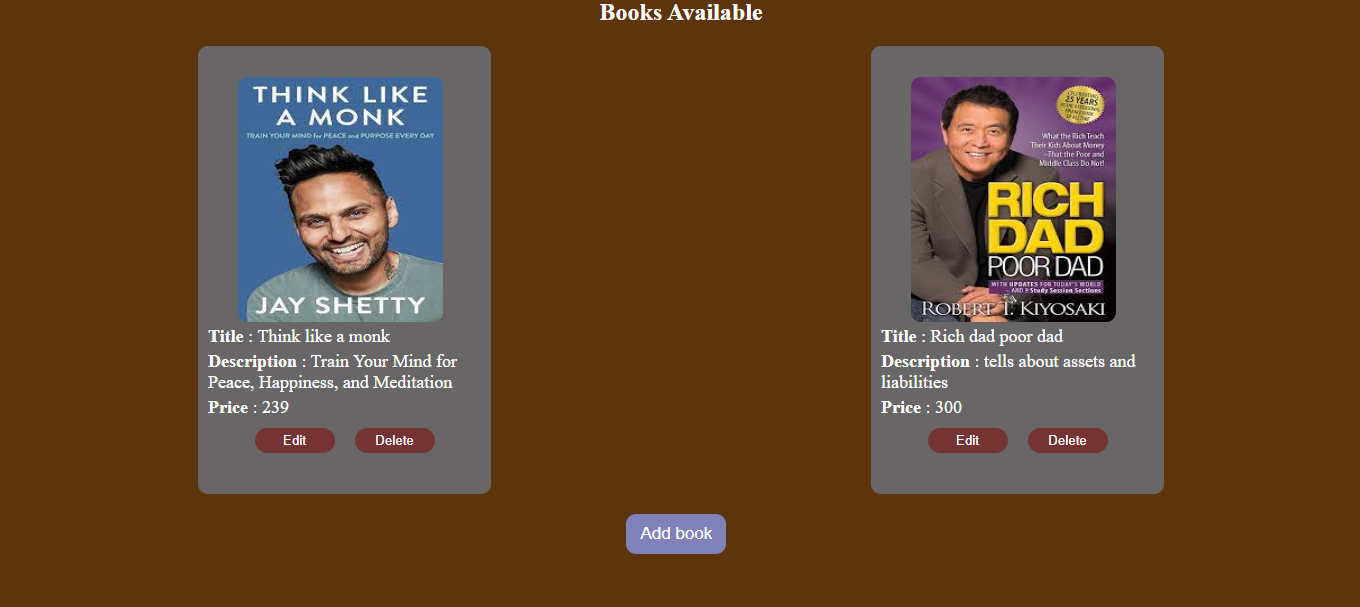 Books Available
THINK LIKE
A MONK
TRAIN YOUR MIND for PEACE and PURPOSE EVERY DAY
JAY SHETTY
Title : Think like a monk
Description : Train Your Mind for
Peace, Happiness, and Meditation
Price : 239
Edit Delete
CELEBRATING
25 YEARS
What the Rich Teach
Their Kids About Money
–That the Poor and
Middle Class Do Not!
RICH
DAD
POOR DAD
WITH UPDATES FOR TODAY'S WORLD
– AND 9 Study Session Sections
ROBERT T. KIYOSAKI
Title : Rich dad poor dad
Description : tells about assets and
liabilities
Price : 300
Edit Delete
Add book